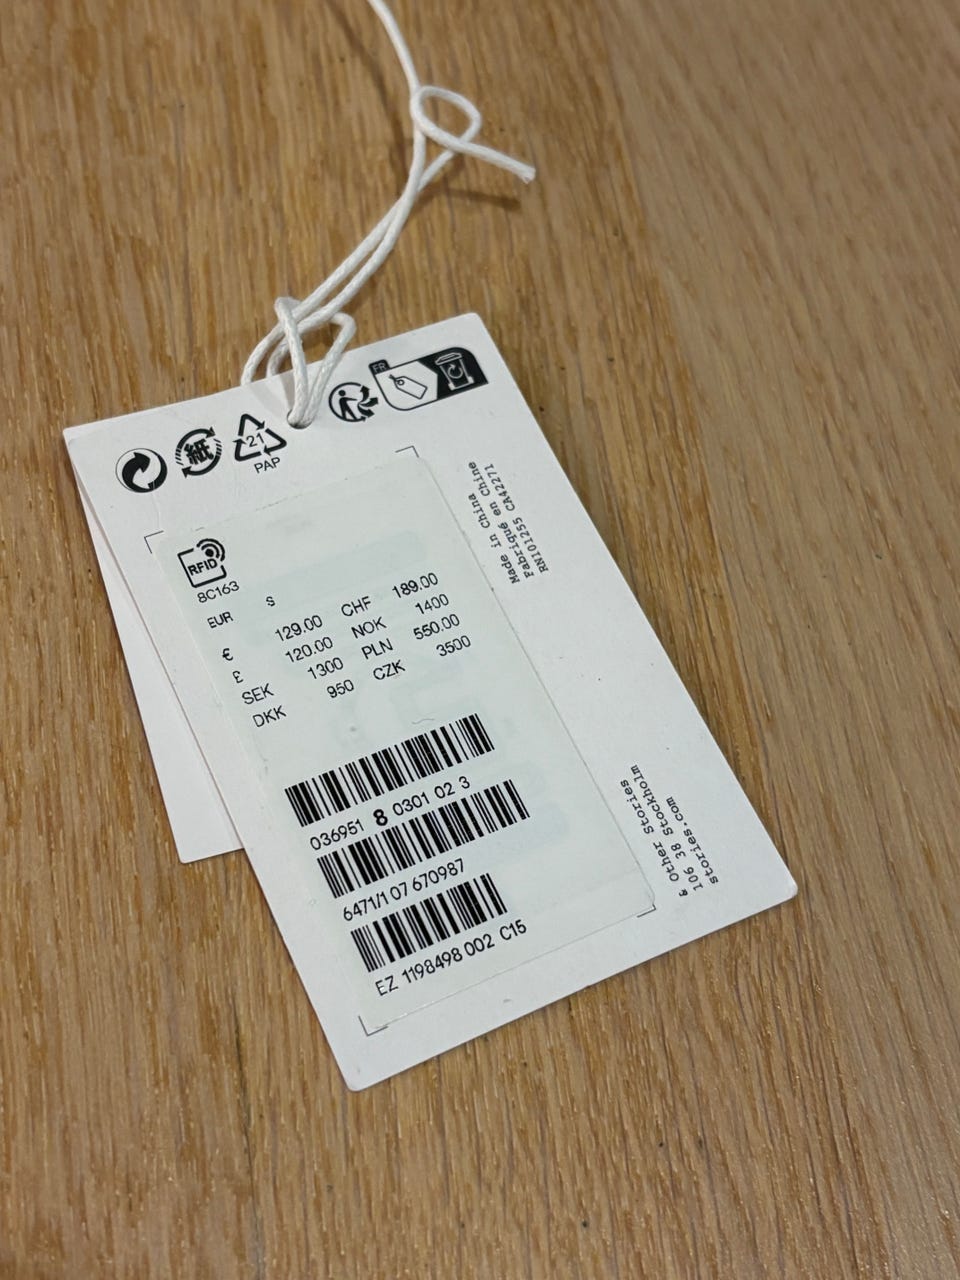 紙
21
PAP
FR
Made in China
Fabriqué en Chine
RN101255 CA42271
RFID
8C163
EUR S
€ 129.00 CHF 189.00
£ 120.00 NOK 1400
SEK 1300 PLN 550.00
DKK 950 CZK 3500
036951 8 0301 02 3
6471/1 07 670987
EZ 1198498 002 C15
& Other Stories
106 38 Stockholm
stories.com